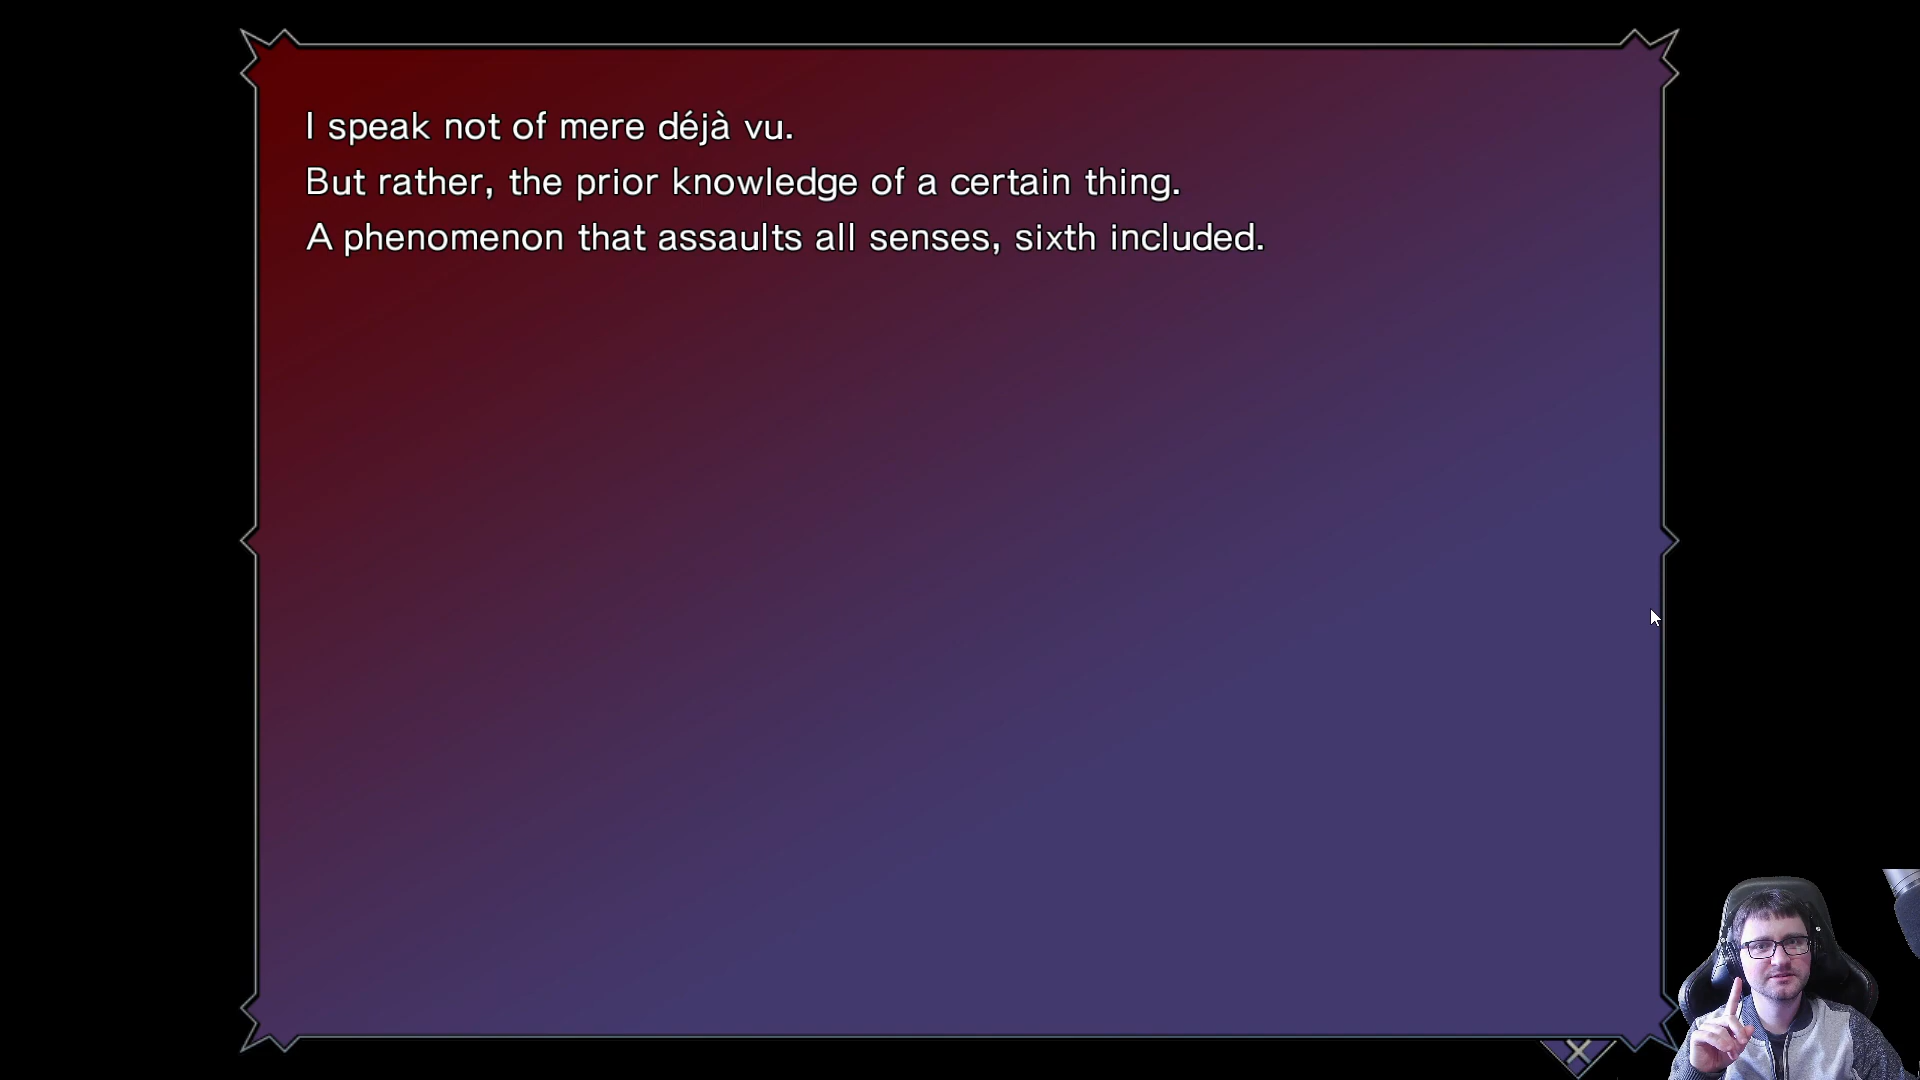 I speak not of mere déjà vu.
But rather, the prior knowledge of a certain thing.
A phenomenon that assaults all senses, sixth included.